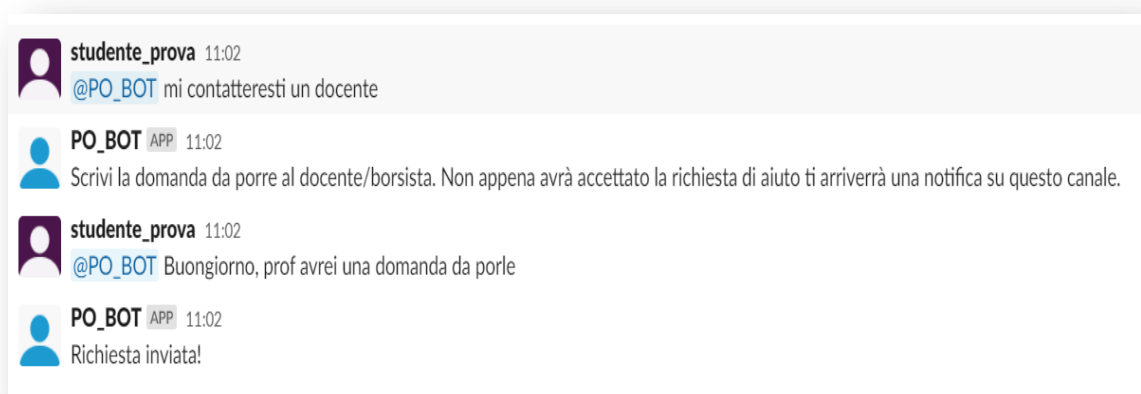 studente_prova 11:02
@PO_BOT mi contatteresti un docente
PO_BOT APP 11:02
Scrivi la domanda da porre al docente/borsista. Non appena avrà accettato la richiesta di aiuto ti arriverrà una notifica su questo canale.
studente_prova 11:02
@PO_BOT Buongiorno, prof avrei una domanda da porle
PO_BOT APP 11:02
Richiesta inviata!